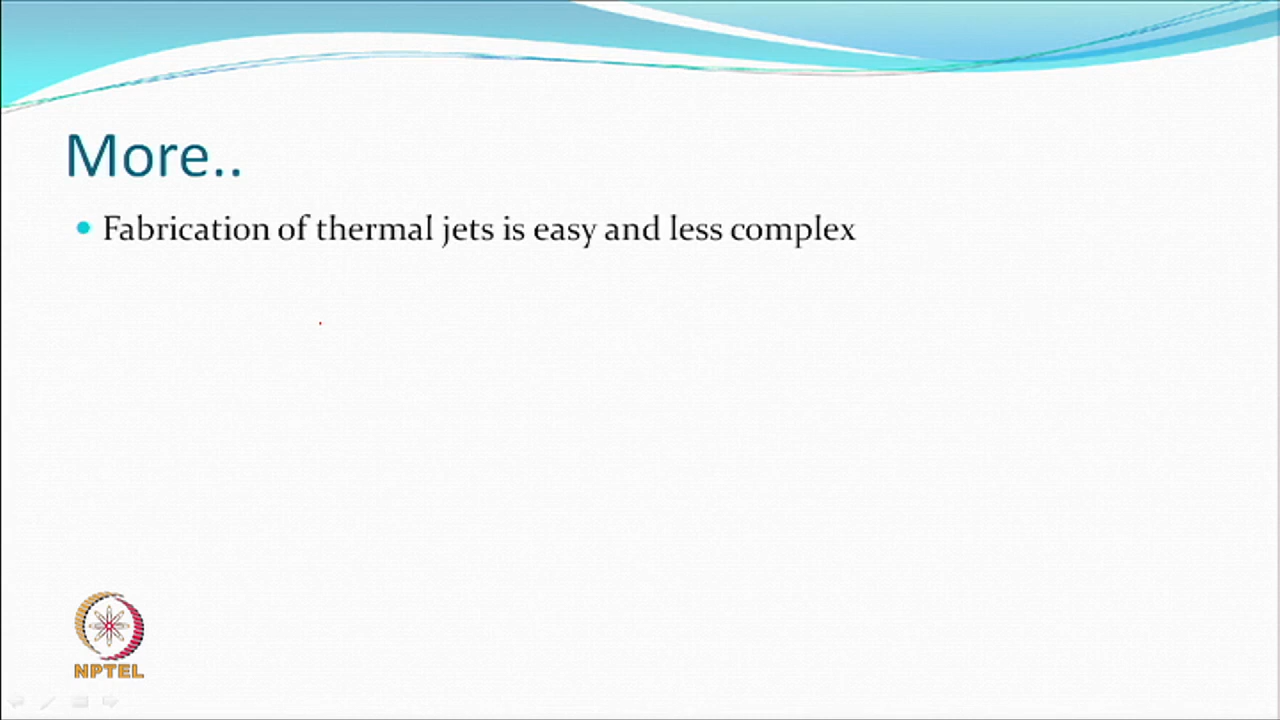 More..
Fabrication of thermal jets is easy and less complex
NPTEL